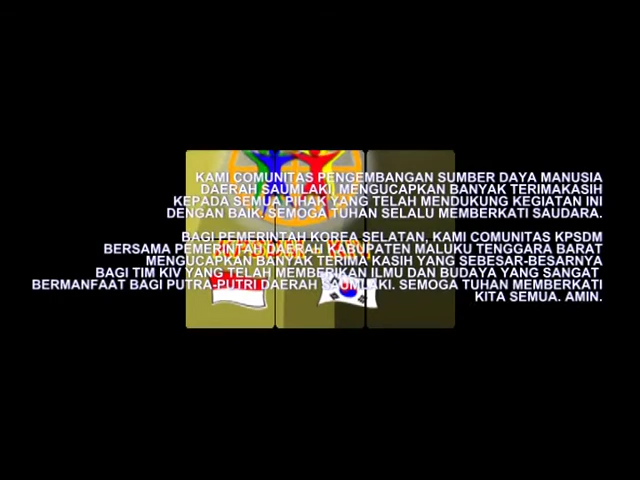 KAMI COMUNITAS PENGEMBANGAN SUMBER DAYA MANUSIA
DAERAH SAUMLAKI, MENGUCAPKAN BANYAK TERIMAKASIH
KEPADA SEMUA PIHAK YANG TELAH MENDUKUNG KEGIATAN INI
DENGAN BAIK. SEMOGA TUHAN SELALU MEMBERKATI SAUDARA.
BAGI PEMERINTAH KOREA SELATAN, KAMI COMUNITAS KPSDM
BERSAMA PEMERINTAH DAERAH KABUPATEN MALUKU TENGGARA BARAT
MENGUCAPKAN BANYAK TERIMA KASIH YANG SEBESAR-BESARNYA
BAGI TIM KIV YANG TELAH MEMBERIKAN ILMU DAN BUDAYA YANG SANGAT
BERMANFAAT BAGI PUTRA-PUTRI DAERAH SAUMLAKI. SEMOGA TUHAN MEMBERKATI
KITA SEMUA. AMIN.